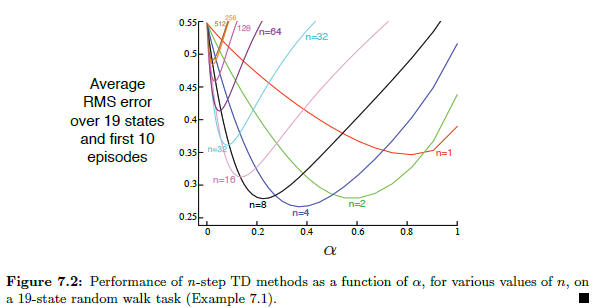 0.55
512
256
128
n=64
n=32
0.5
Average
RMS error
over 19 states
and first 10
episodes
0.45
0.4
0.35
n=32
n=1
n=16
0.3
n=8
n=4
n=2
0.25
0 0.2 0.4 0.6 0.8 1
α
Figure 7.2: Performance of n-step TD methods as a function of α, for various values of n, on
a 19-state random walk task (Example 7.1).